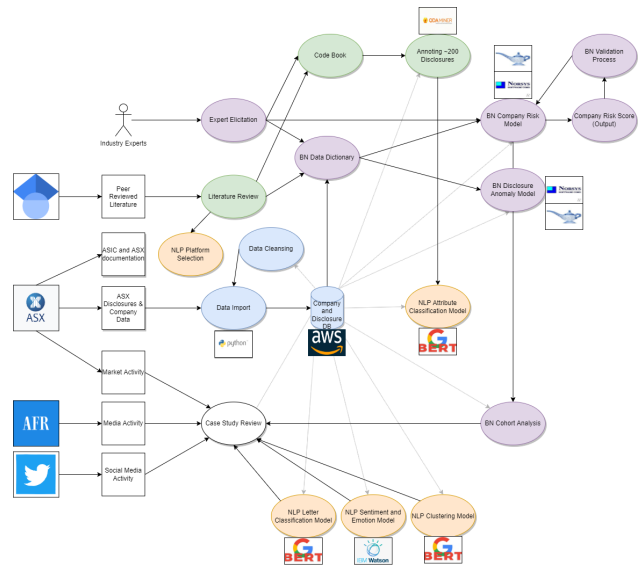 Code Book
Annoting ~200
Disclosures
BN Validation
Process
NORSYS
Industry Experts
Expert Elicitation
BN Company Risk
Model
Company Risk Score
(Output)
BN Data Dictionary
Peer
Reviewed
Literature
Literature Review
BN Disclosure
Anomaly Model
NORSYS
ASIC and ASX
documentation
NLP Platform
Selection
Data Cleansing
ASX
ASX
Disclosures &
Company
Data
Data Import
python
Company
and
Disclosure
DB
aws
NLP Attribute
Classification Model
BERT
Market Activity
AFR
Media Activity
Case Study Review
BN Cohort Analysis
Social Media
Activity
NLP Letter
Classification Model
BERT
NLP Sentiment and
Emotion Model
IBM Watson
NLP Clustering Model
BERT